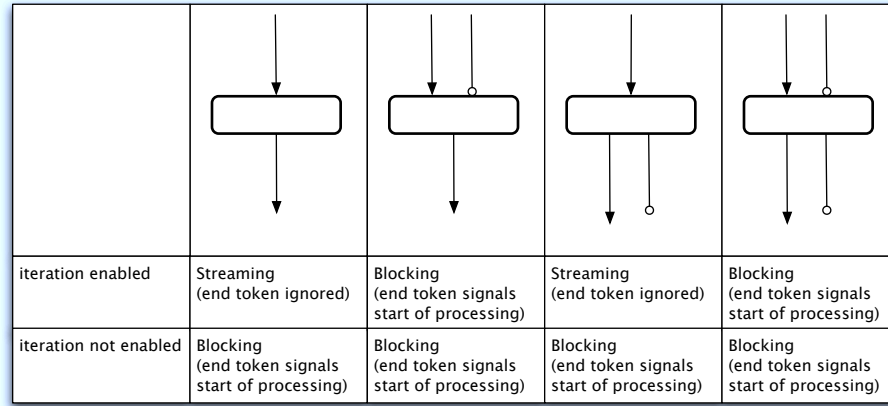 iteration enabled
Streaming
(end token ignored)
Blocking
(end token signals
start of processing)
Streaming
(end token ignored)
Blocking
(end token signals
start of processing)
iteration not enabled
Blocking
(end token signals
start of processing)
Blocking
(end token signals
start of processing)
Blocking
(end token signals
start of processing)
Blocking
(end token signals
start of processing)